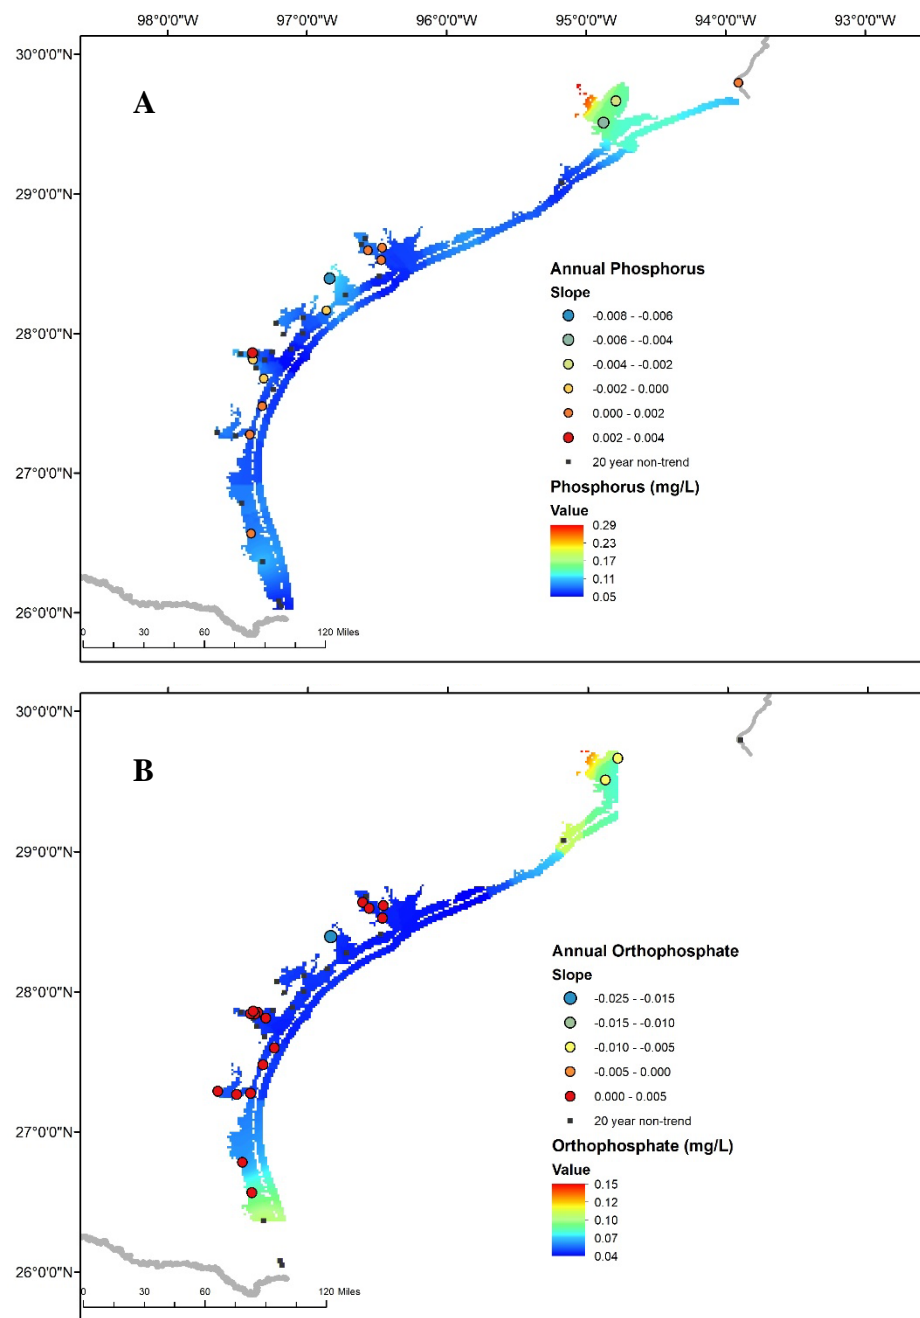 98°0'0"W 97°0'0"W 96°0'0"W 95°0'0"W 94°0'0"W 93°0'0"W
30°0'0"N
A
29°0'0"N
28°0'0"N
27°0'0"N
26°0'0"N
Annual Phosphorus
Slope
-0.008 - -0.006
-0.006 - -0.004
-0.004 - -0.002
-0.002 - 0.000
0.000 - 0.002
0.002 - 0.004
20 year non-trend
Phosphorus (mg/L)
Value
0.29
0.23
0.17
0.11
0.05
0 30 60 120 Miles
30°0'0"N
B
29°0'0"N
28°0'0"N
27°0'0"N
26°0'0"N
Annual Orthophosphate
Slope
-0.025 - -0.015
-0.015 - -0.010
-0.010 - -0.005
-0.005 - 0.000
0.000 - 0.005
20 year non-trend
Orthophosphate (mg/L)
Value
0.15
0.12
0.10
0.07
0.04
0 30 60 120 Miles